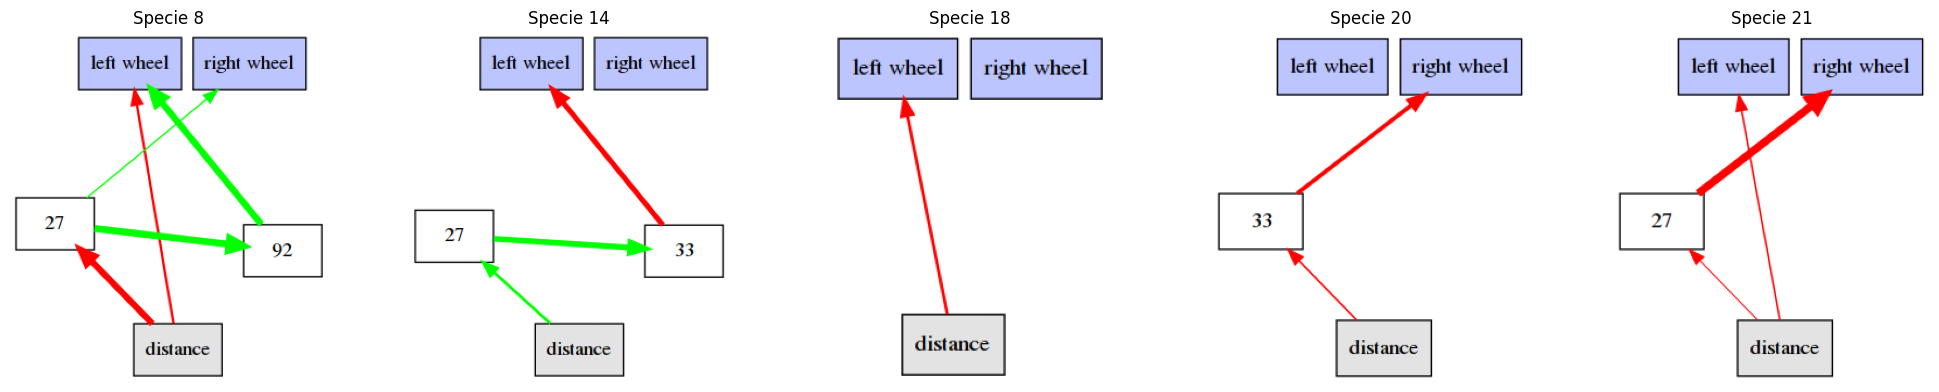 Specie 8
left wheel
right wheel
27
92
distance
Specie 14
left wheel
right wheel
27
33
distance
Specie 18
left wheel
right wheel
distance
Specie 20
left wheel
right wheel
33
distance
Specie 21
left wheel
right wheel
27
distance